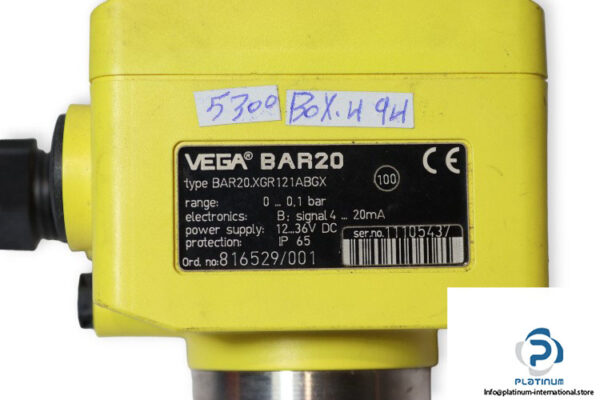 5300 BOX.494
VEGA® BAR20 CE
type BAR20.XGR121ABGX 100
range: 0 ... 0,1 bar
electronics: B; signal 4 ... 20mA
power supply: 12...36V DC
protection: IP 65
ser.no. 11105437
Ord. no: 816529/001
PLATINUM
Info@platinum-international.store